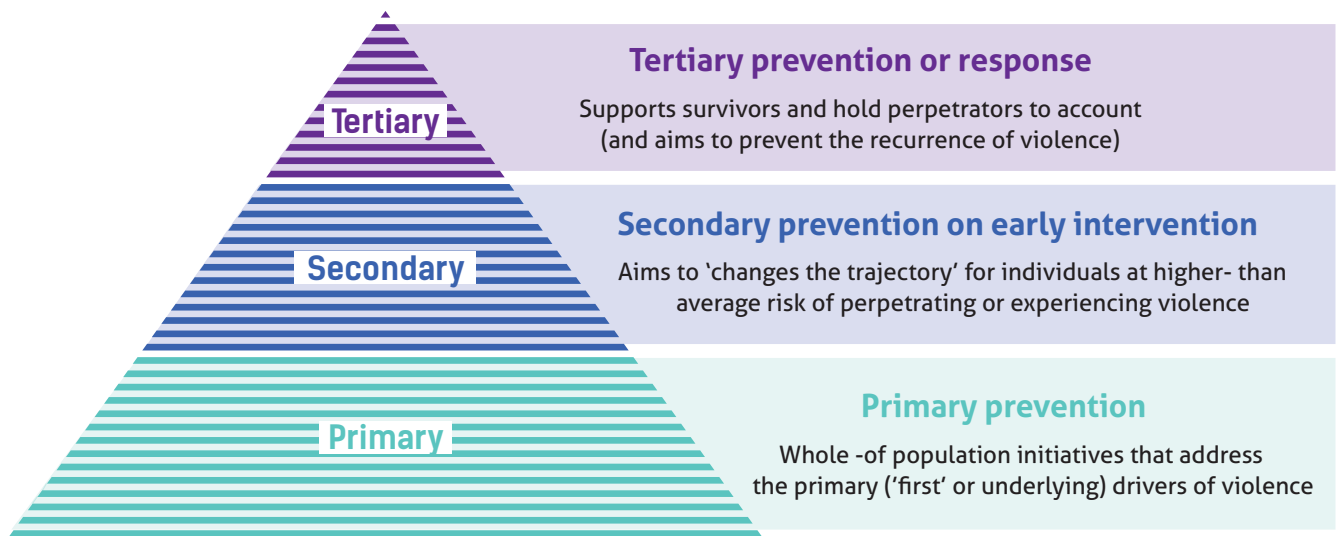 Tertiary
Tertiary prevention or response
Supports survivors and hold perpetrators to account
(and aims to prevent the recurrence of violence)
Secondary
Secondary prevention on early intervention
Aims to ‘changes the trajectory’ for individuals at higher- than
average risk of perpetrating or experiencing violence
Primary
Primary prevention
Whole -of population initiatives that address
the primary (’first’ or underlying) drivers of violence